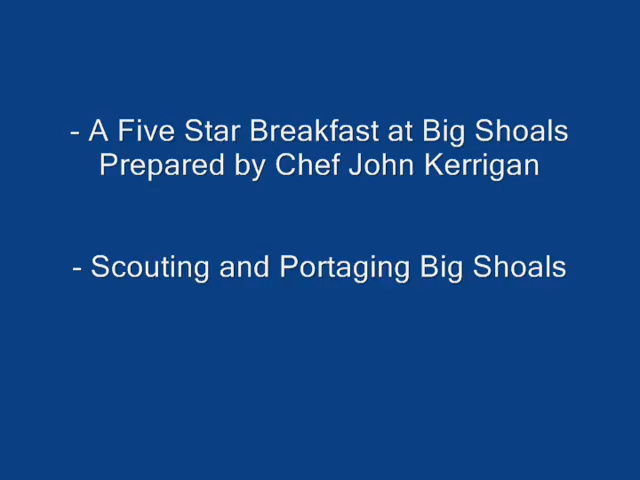 - A Five Star Breakfast at Big Shoals
Prepared by Chef John Kerrigan
- Scouting and Portaging Big Shoals